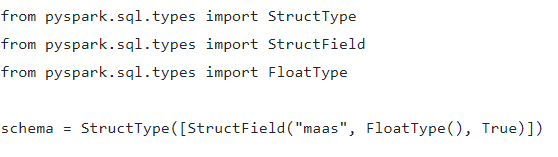 from pyspark.sql.types import StructType
from pyspark.sql.types import StructField
from pyspark.sql.types import FloatType
schema = StructType([StructField("maas", FloatType(), True)])